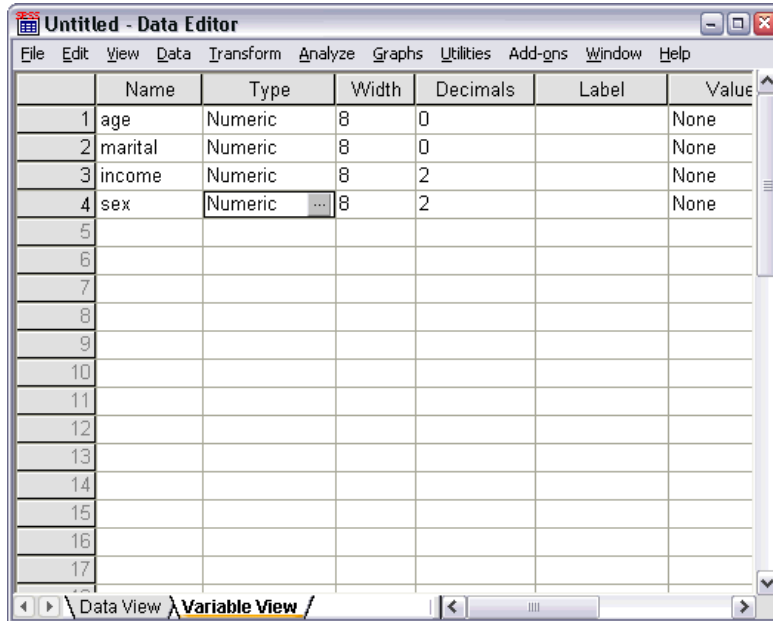 Untitled - Data Editor
File Edit View Data Transform Analyze Graphs Utilities Add-ons Window Help
Name Type Width Decimals Label Value
1 age Numeric 8 0 None
2 marital Numeric 8 0 None
3 income Numeric 8 2 None
4 sex Numeric ... 8 2 None
5
6
7
8
9
10
11
12
13
14
15
16
17
Data View Variable View